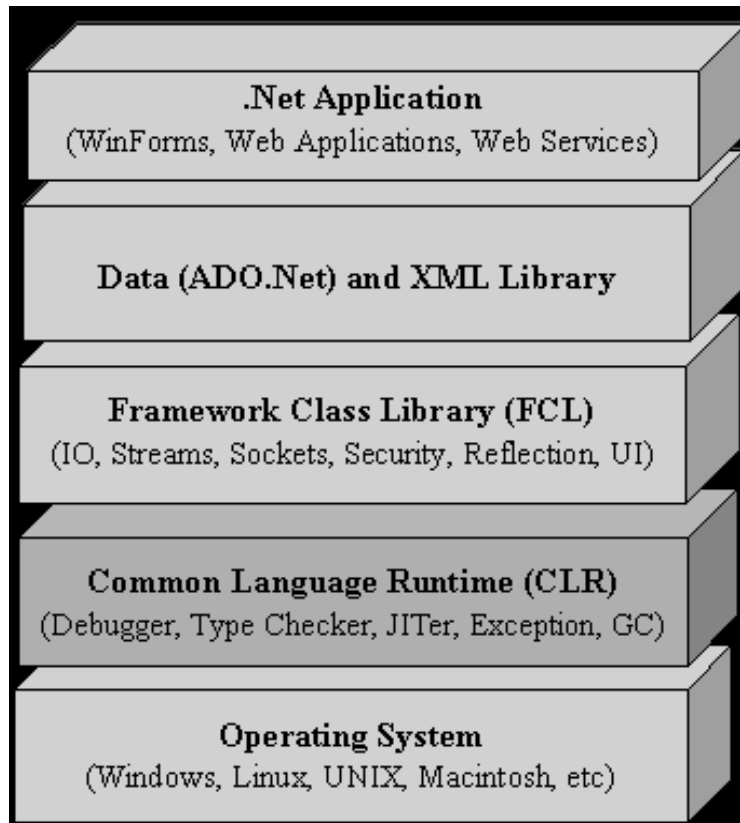 .Net Application
(WinForms, Web Applications, Web Services)
Data (ADO.Net) and XML Library
Framework Class Library (FCL)
(IO, Streams, Sockets, Security, Reflection, UI)
Common Language Runtime (CLR)
(Debugger, Type Checker, JITer, Exception, GC)
Operating System
(Windows, Linux, UNIX, Macintosh, etc)